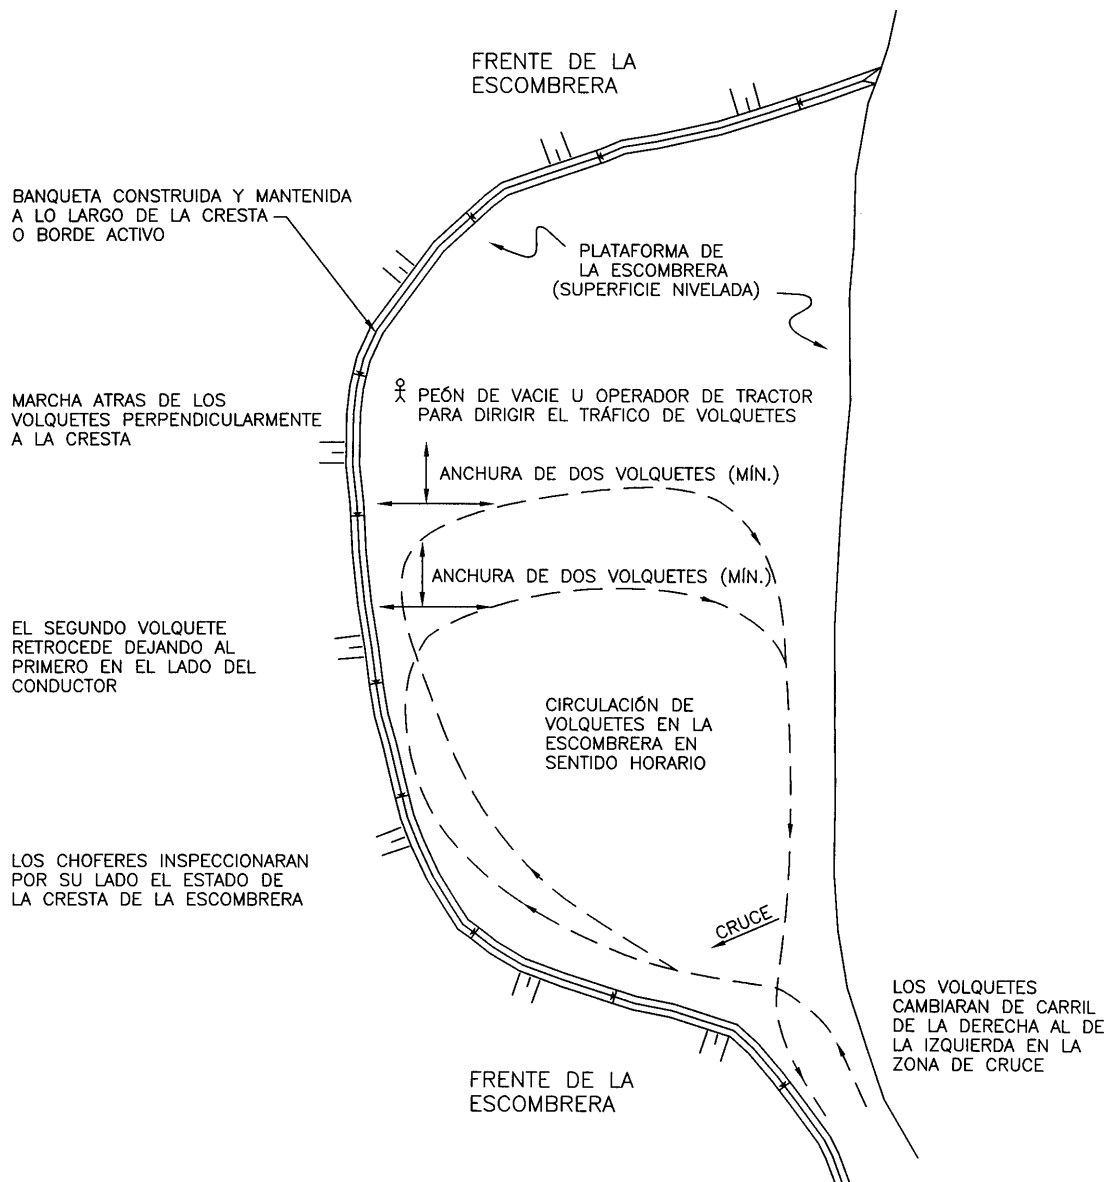 FRENTE DE LA
ESCOMBRERA
BANQUETA CONSTRUIDA Y MANTENIDA
A LO LARGO DE LA CRESTA
O BORDE ACTIVO
PLATAFORMA DE
LA ESCOMBRERA
(SUPERFICIE NIVELADA)
MARCHA ATRAS DE LOS
VOLQUETES PERPENDICULARMENTE
A LA CRESTA
PEÓN DE VACIE U OPERADOR DE TRACTOR
PARA DIRIGIR EL TRÁFICO DE VOLQUETES
ANCHURA DE DOS VOLQUETES (MÍN.)
ANCHURA DE DOS VOLQUETES (MÍN.)
EL SEGUNDO VOLQUETE
RETROCEDE DEJANDO AL
PRIMERO EN EL LADO DEL
CONDUCTOR
CIRCULACIÓN DE
VOLQUETES EN LA
ESCOMBRERA EN
SENTIDO HORARIO
LOS CHOFERES INSPECCIONARAN
POR SU LADO EL ESTADO DE
LA CRESTA DE LA ESCOMBRERA
CRUCE
LOS VOLQUETES
CAMBIARAN DE CARRIL
DE LA DERECHA AL DE
LA IZQUIERDA EN LA
ZONA DE CRUCE
FRENTE DE LA
ESCOMBRERA